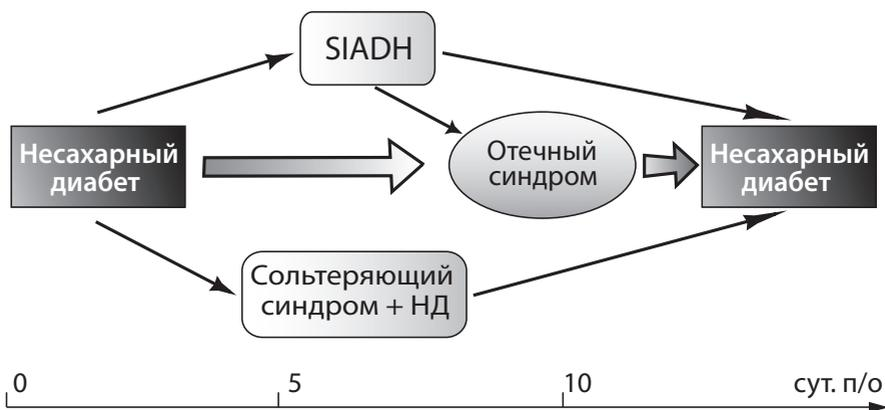 SIADH
Несахарный
диабет
Отечный
синдром
Несахарный
диабет
Сольтеряющий
синдром + НД
0
5
10
сут. п/о